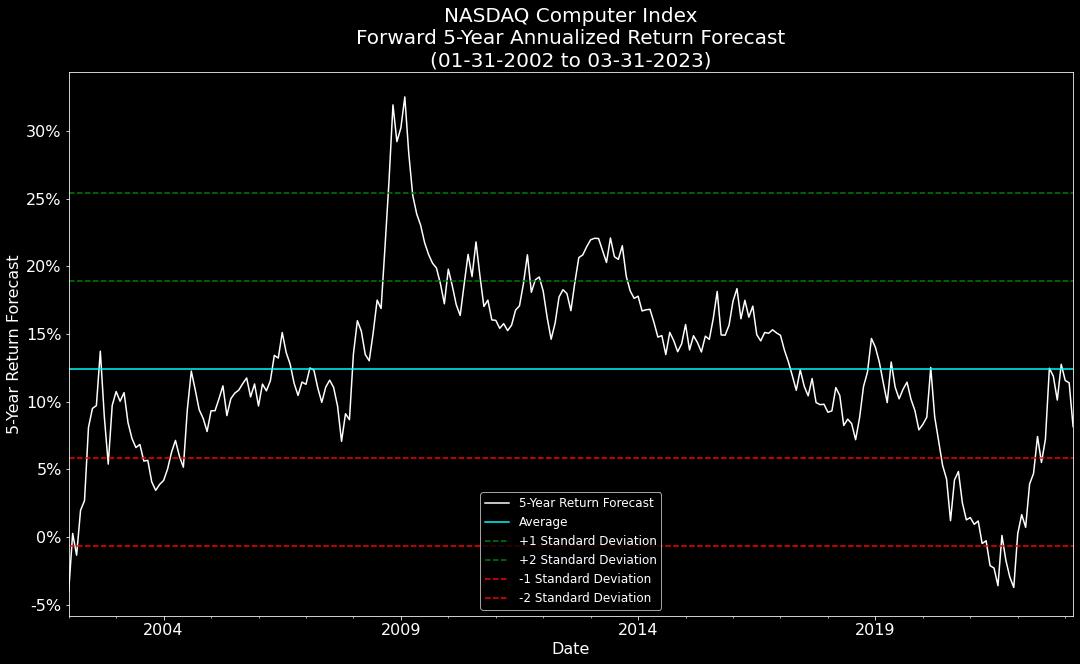 NASDAQ Computer Index
Forward 5-Year Annualized Return Forecast
(01-31-2002 to 03-31-2023)
5-Year Return Forecast
30%
25%
20%
15%
10%
5%
0%
-5%
5-Year Return Forecast
Average
+1 Standard Deviation
+2 Standard Deviation
-1 Standard Deviation
-2 Standard Deviation
2004 2009 2014 2019
Date